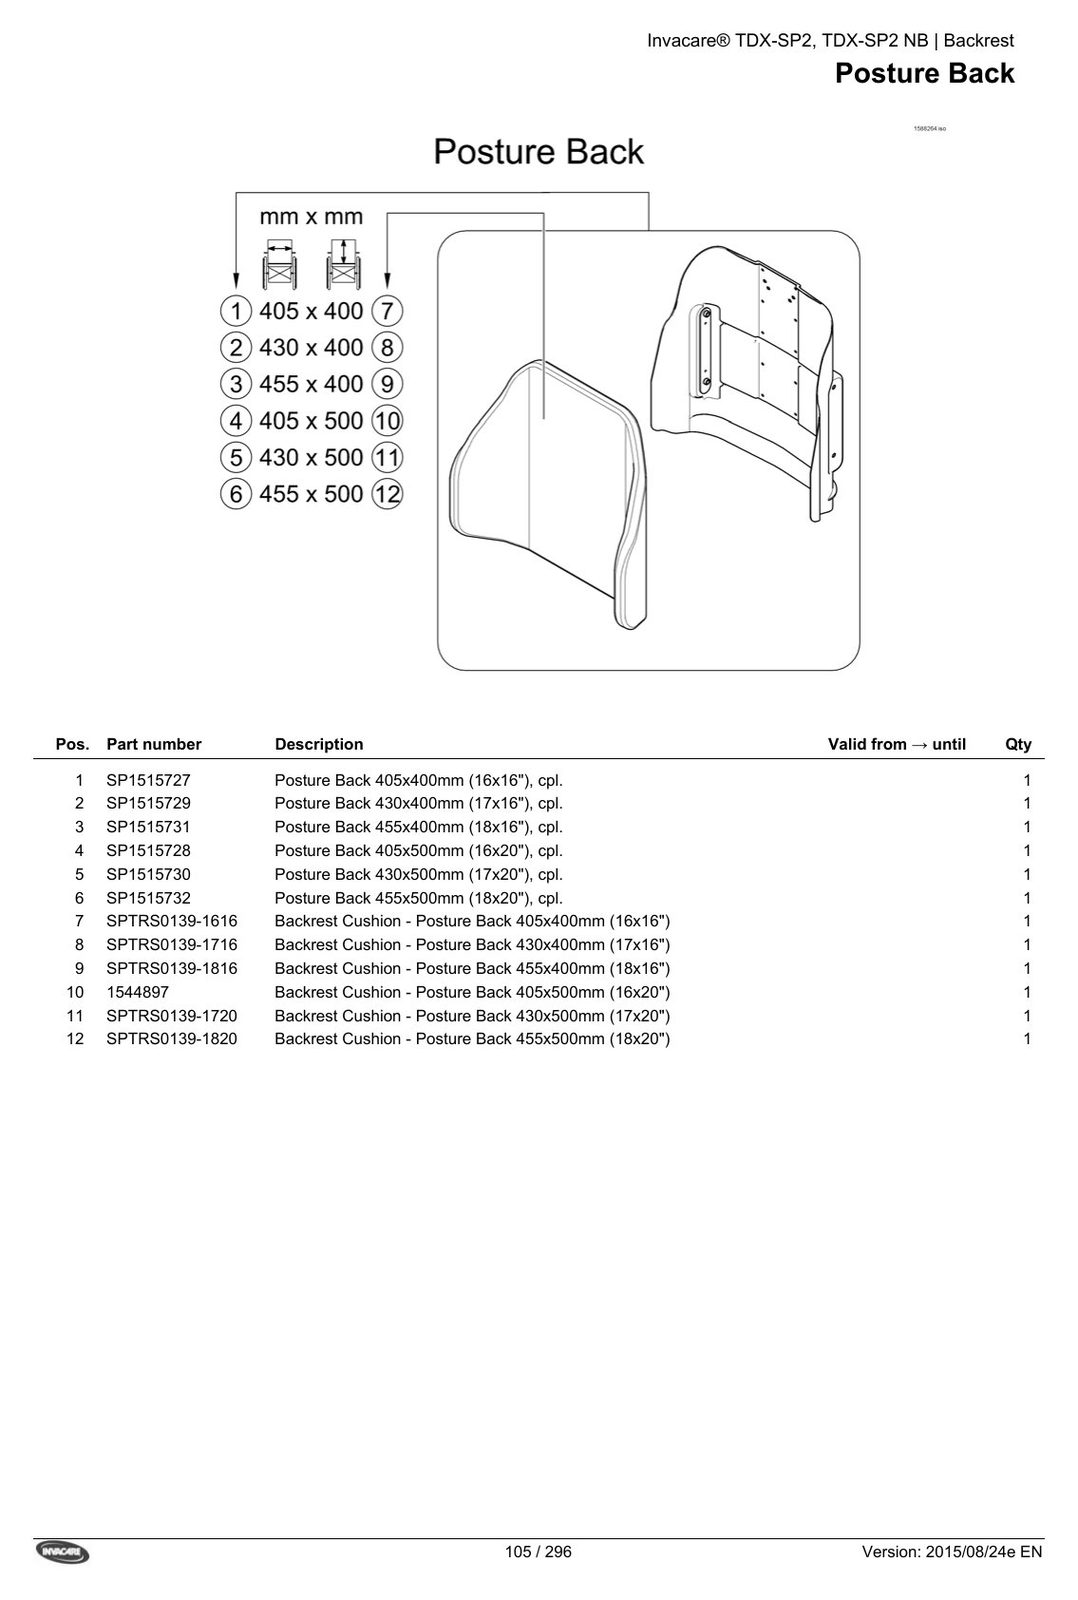 Invacare® TDX-SP2, TDX-SP2 NB | Backrest
Posture Back
1588264 iso
Posture Back
mm x mm
1 405 x 400 7
2 430 x 400 8
3 455 x 400 9
4 405 x 500 10
5 430 x 500 11
6 455 x 500 12
Pos. Part number Description Valid from → until Qty
1 SP1515727 Posture Back 405x400mm (16x16"), cpl. 1
2 SP1515729 Posture Back 430x400mm (17x16"), cpl. 1
3 SP1515731 Posture Back 455x400mm (18x16"), cpl. 1
4 SP1515728 Posture Back 405x500mm (16x20"), cpl. 1
5 SP1515730 Posture Back 430x500mm (17x20"), cpl. 1
6 SP1515732 Posture Back 455x500mm (18x20"), cpl. 1
7 SPTRS0139-1616 Backrest Cushion - Posture Back 405x400mm (16x16") 1
8 SPTRS0139-1716 Backrest Cushion - Posture Back 430x400mm (17x16") 1
9 SPTRS0139-1816 Backrest Cushion - Posture Back 455x400mm (18x16") 1
10 1544897 Backrest Cushion - Posture Back 405x500mm (16x20") 1
11 SPTRS0139-1720 Backrest Cushion - Posture Back 430x500mm (17x20") 1
12 SPTRS0139-1820 Backrest Cushion - Posture Back 455x500mm (18x20") 1
INVACARE 105 / 296 Version: 2015/08/24e EN